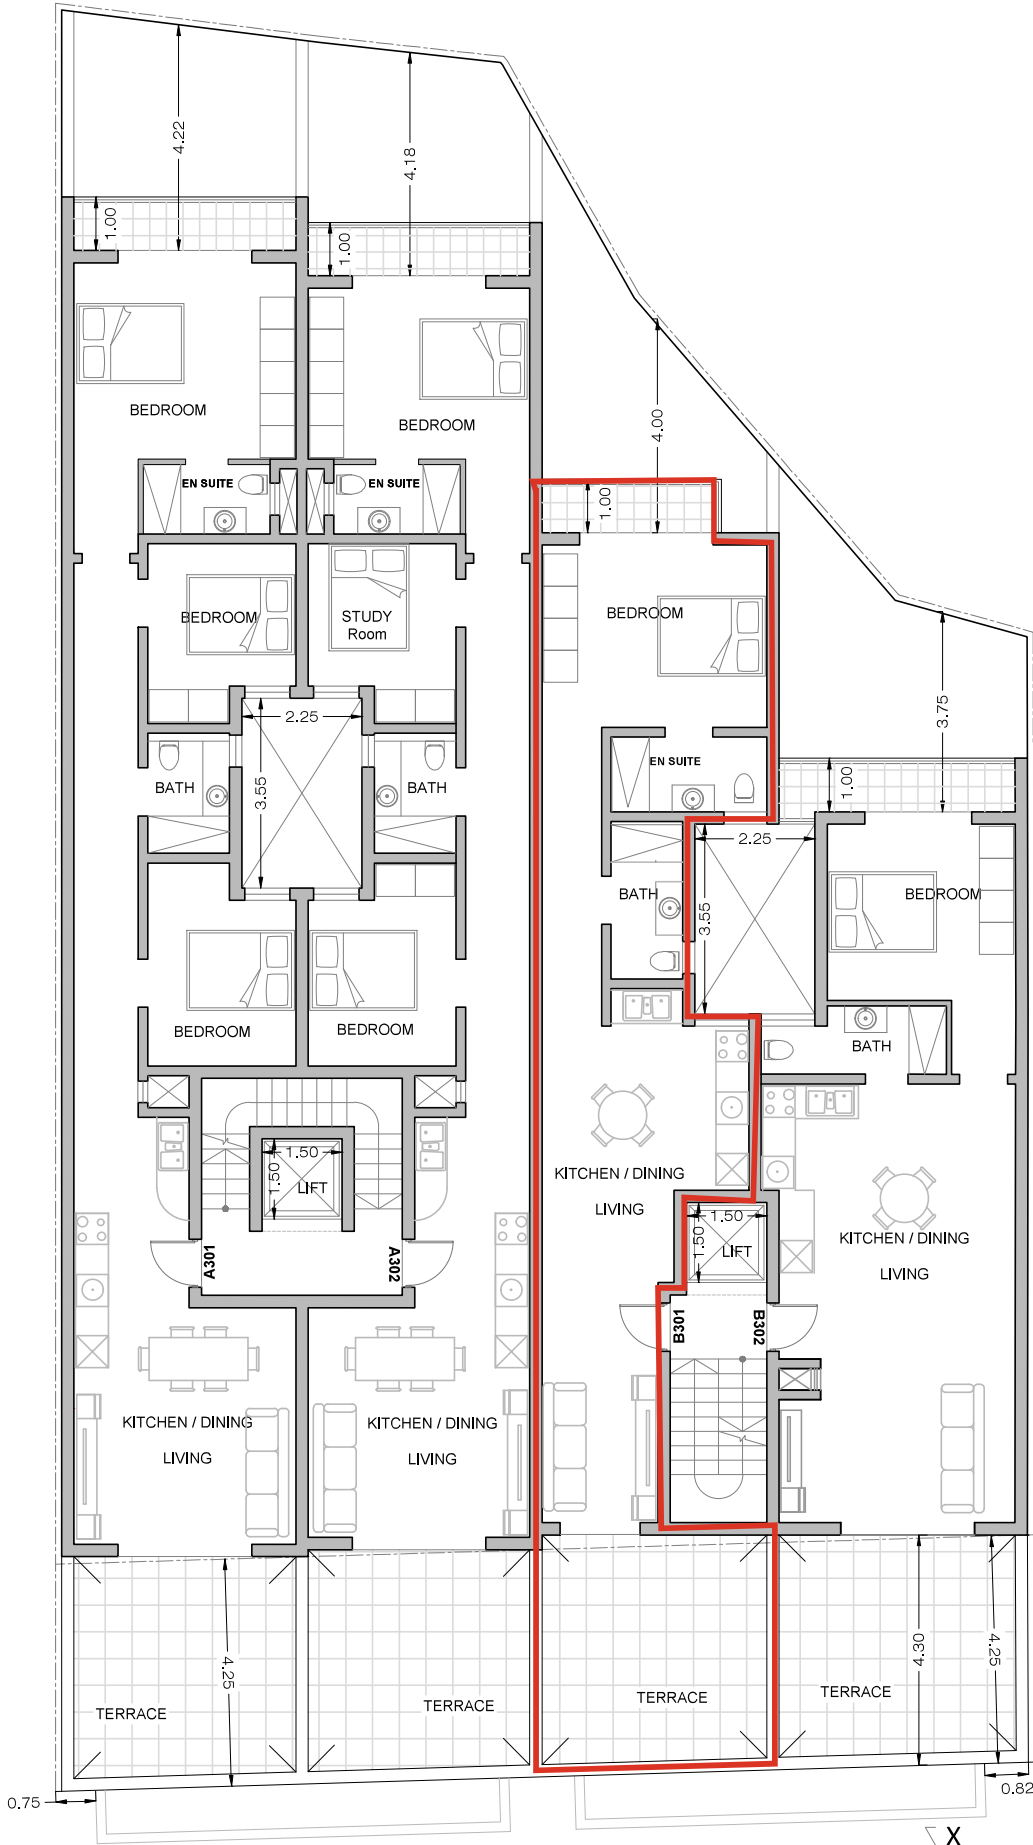 4.22
4.18
1.00
1.00
4.00
BEDROOM
BEDROOM
EN SUITE
EN SUITE
1.00
BEDROOM
STUDY
Room
BEDROOM
2.25
3.55
BATH
BATH
3.75
EN SUITE
1.00
2.25
3.55
BATH
BEDROOM
BEDROOM
BEDROOM
BATH
1.50
1.50
LIFT
KITCHEN / DINING
LIVING
1.50
1.50
LIFT
KITCHEN / DINING
LIVING
A301
A302
B301
B302
KITCHEN / DINING
LIVING
KITCHEN / DINING
LIVING
4.25
4.30
4.25
TERRACE
TERRACE
TERRACE
TERRACE
0.75
0.82
X